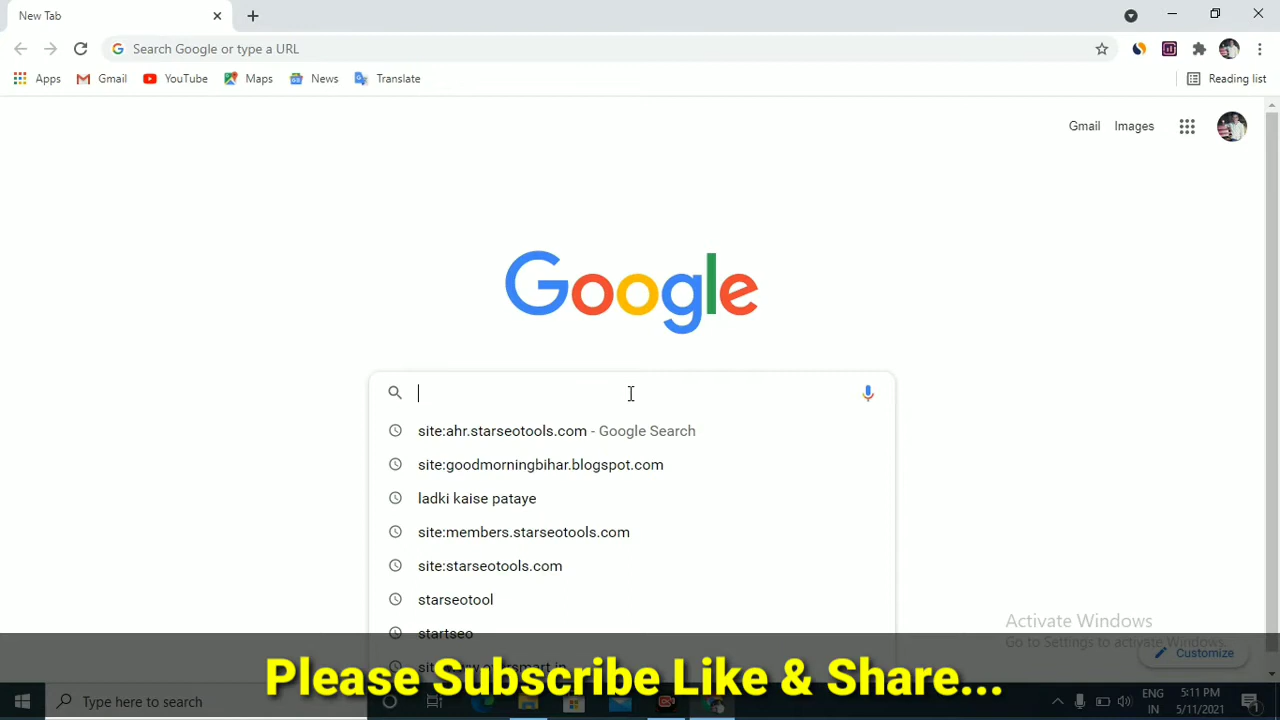 New Tab
Search Google or type a URL
Apps Gmail YouTube Maps News Translate Reading list
Gmail Images
Google
site:ahr.starseotools.com - Google Search
site:goodmorningbihar.blogspot.com
ladki kaise pataye
site:members.starseotools.com
site:starseotools.com
starseotool
startseo
Activate Windows
Go to Settings to activate Windows.
Customize
Please Subscribe Like & Share...
Type here to search
ENG
IN
5:11 PM
5/11/2021